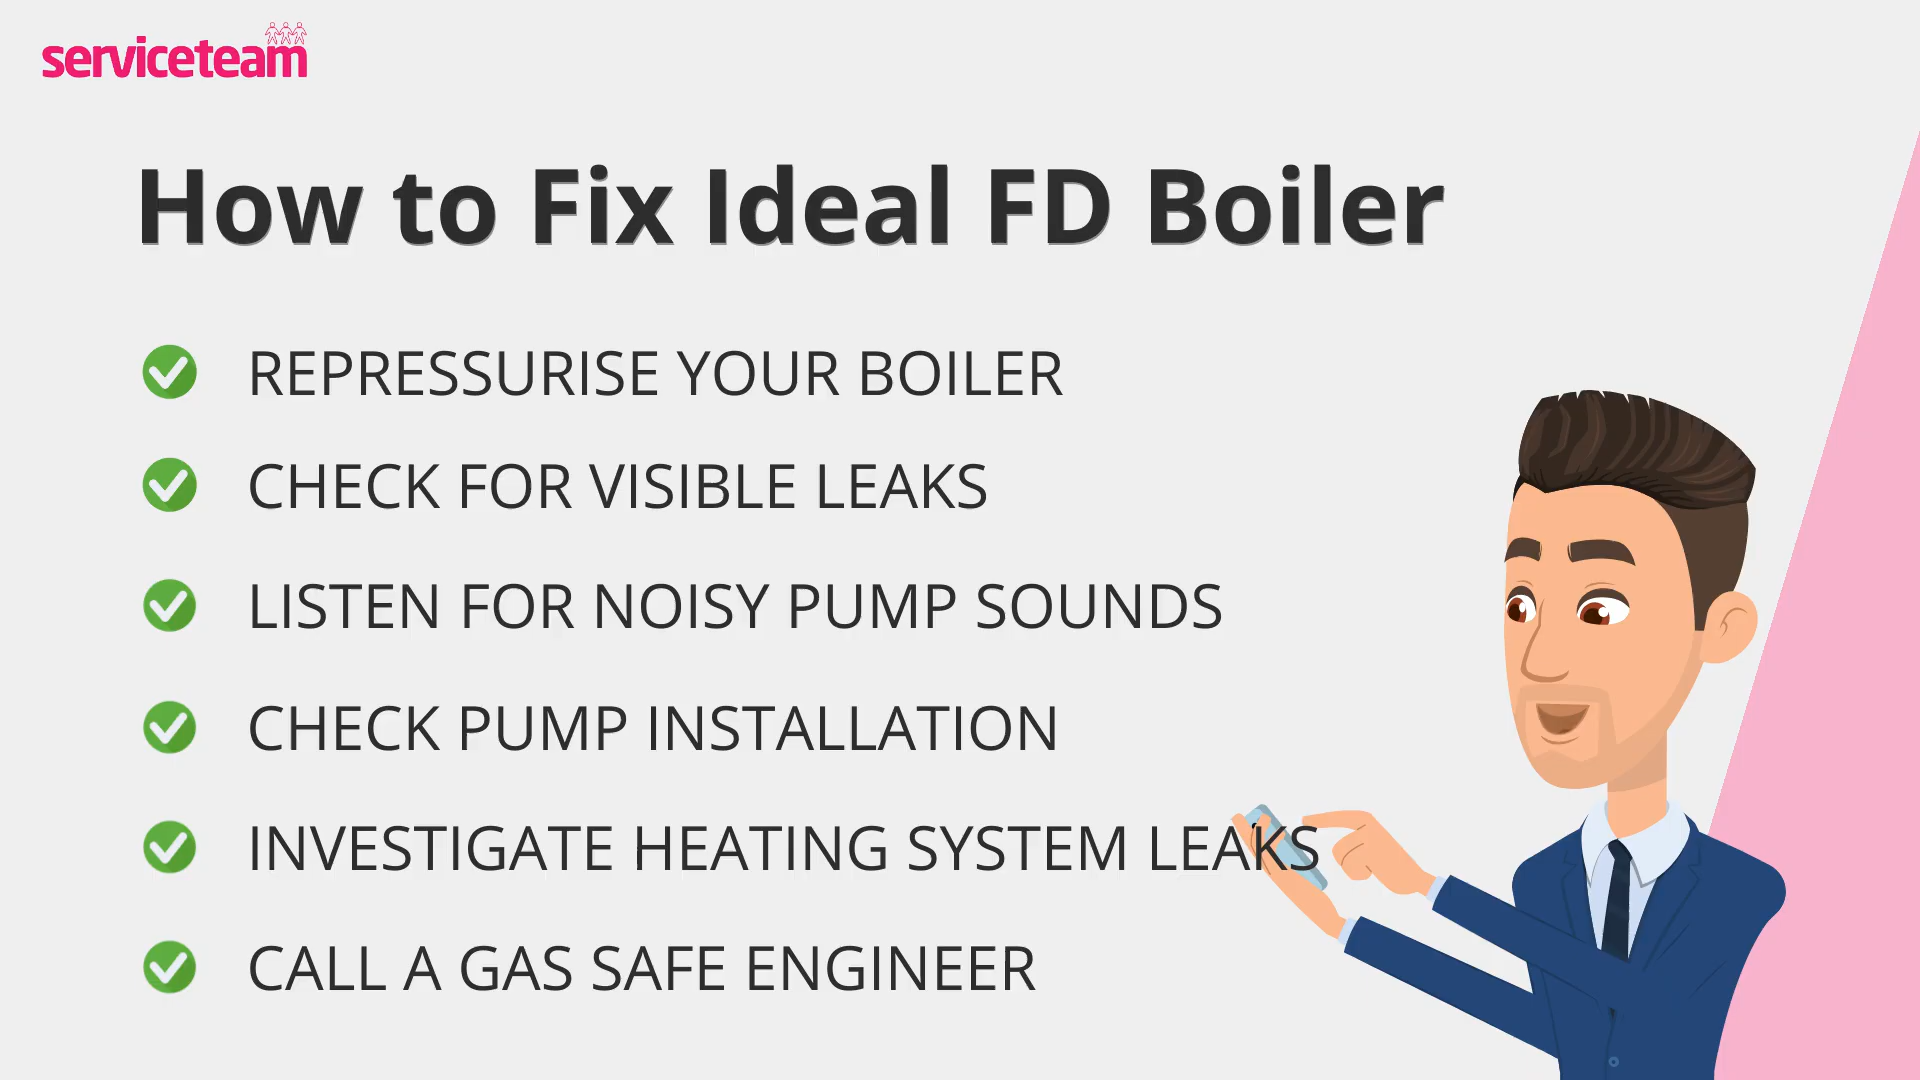 serviceteam
How to Fix Ideal FD Boiler
REPRESSURISE YOUR BOILER
CHECK FOR VISIBLE LEAKS
LISTEN FOR NOISY PUMP SOUNDS
CHECK PUMP INSTALLATION
INVESTIGATE HEATING SYSTEM LEAKS
CALL A GAS SAFE ENGINEER